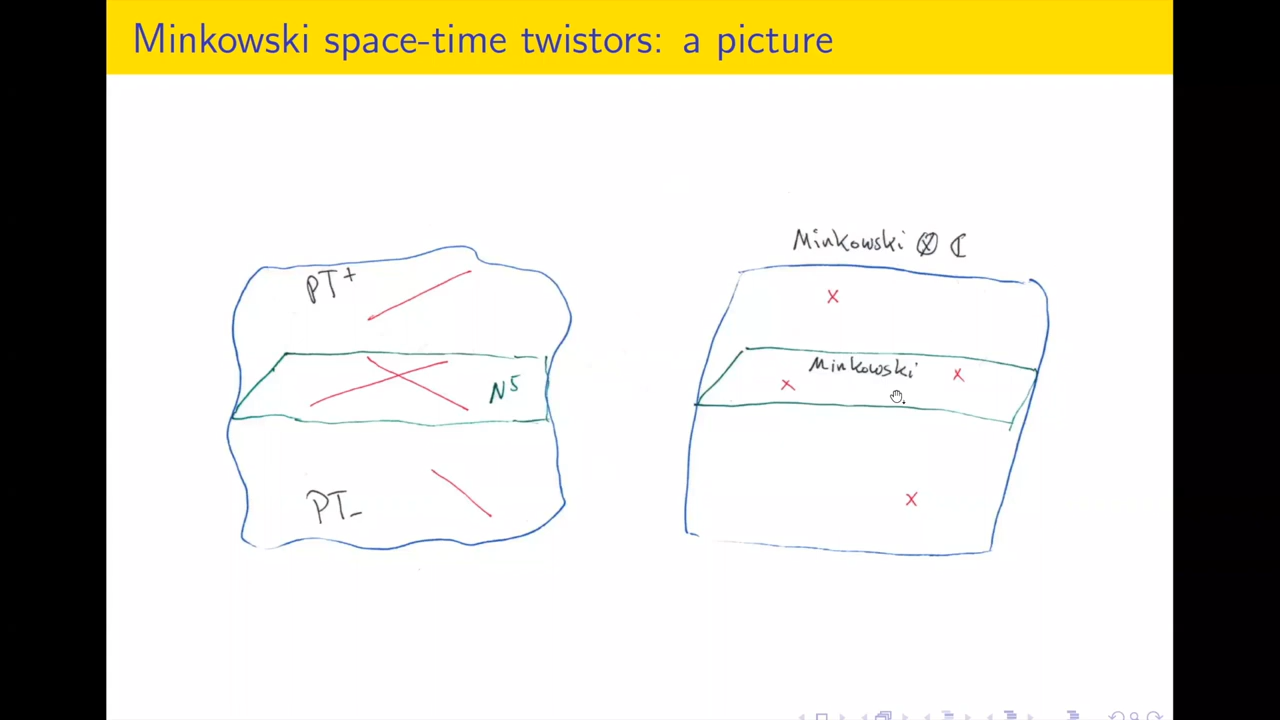 Minkowski space-time twistors: a picture
PT+
N5
PT-
Minkowski ⊗ ℂ
x
Minkowski
x
x
x